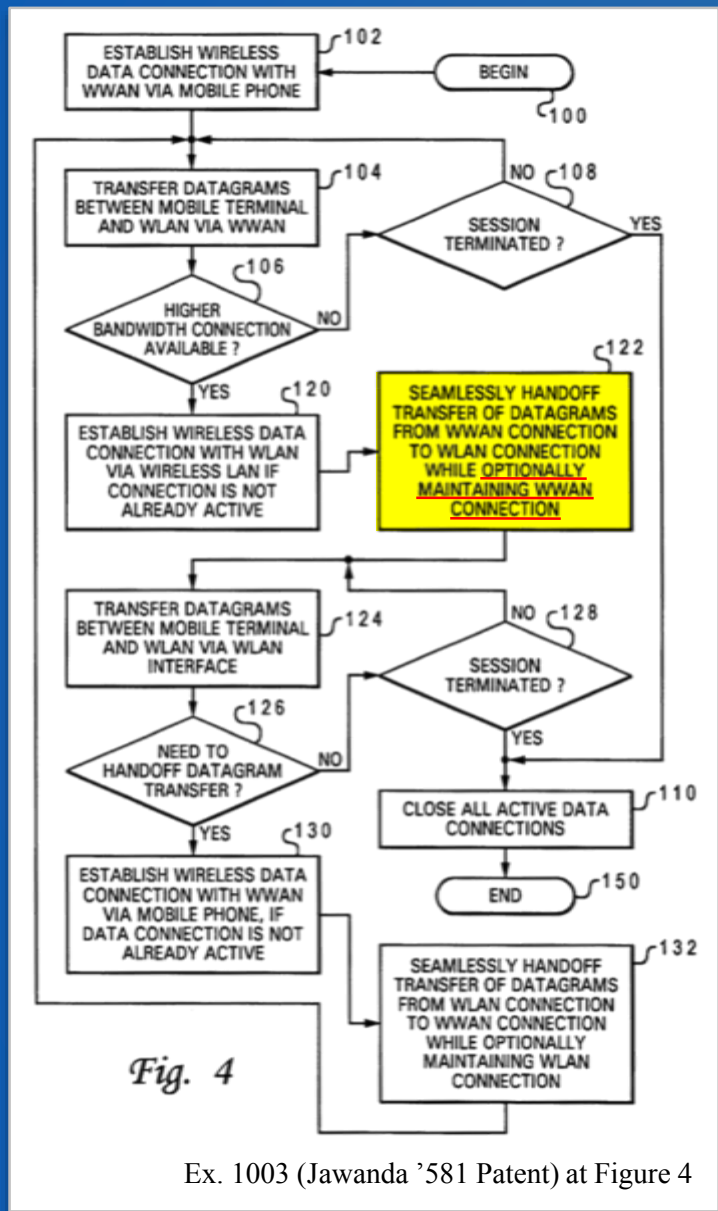 102
ESTABLISH WIRELESS
DATA CONNECTION WITH
WWAN VIA MOBILE PHONE
BEGIN
100
104
TRANSFER DATAGRAMS
BETWEEN MOBILE TERMINAL
AND WLAN VIA WWAN
NO
108
SESSION
TERMINATED ?
YES
106
HIGHER
BANDWIDTH CONNECTION
AVAILABLE ?
NO
YES
120
ESTABLISH WIRELESS DATA
CONNECTION WITH WLAN
VIA WIRELESS LAN IF
CONNECTION IS NOT
ALREADY ACTIVE
122
SEAMLESSLY HANDOFF
TRANSFER OF DATAGRAMS
FROM WWAN CONNECTION
TO WLAN CONNECTION
WHILE OPTIONALLY
MAINTAINING WWAN
CONNECTION
TRANSFER DATAGRAMS
BETWEEN MOBILE TERMINAL
AND WLAN VIA WLAN
INTERFACE
124
NO
128
SESSION
TERMINATED ?
YES
126
NEED TO
HANDOFF DATAGRAM
TRANSFER ?
NO
YES
110
CLOSE ALL ACTIVE DATA
CONNECTIONS
END
150
130
ESTABLISH WIRELESS DATA
CONNECTION WITH WWAN
VIA MOBILE PHONE, IF
DATA CONNECTION IS NOT
ALREADY ACTIVE
132
SEAMLESSLY HANDOFF
TRANSFER OF DATAGRAMS
FROM WLAN CONNECTION
TO WWAN CONNECTION
WHILE OPTIONALLY
MAINTAINING WLAN
CONNECTION
Fig. 4
Ex. 1003 (Jawanda ’581 Patent) at Figure 4